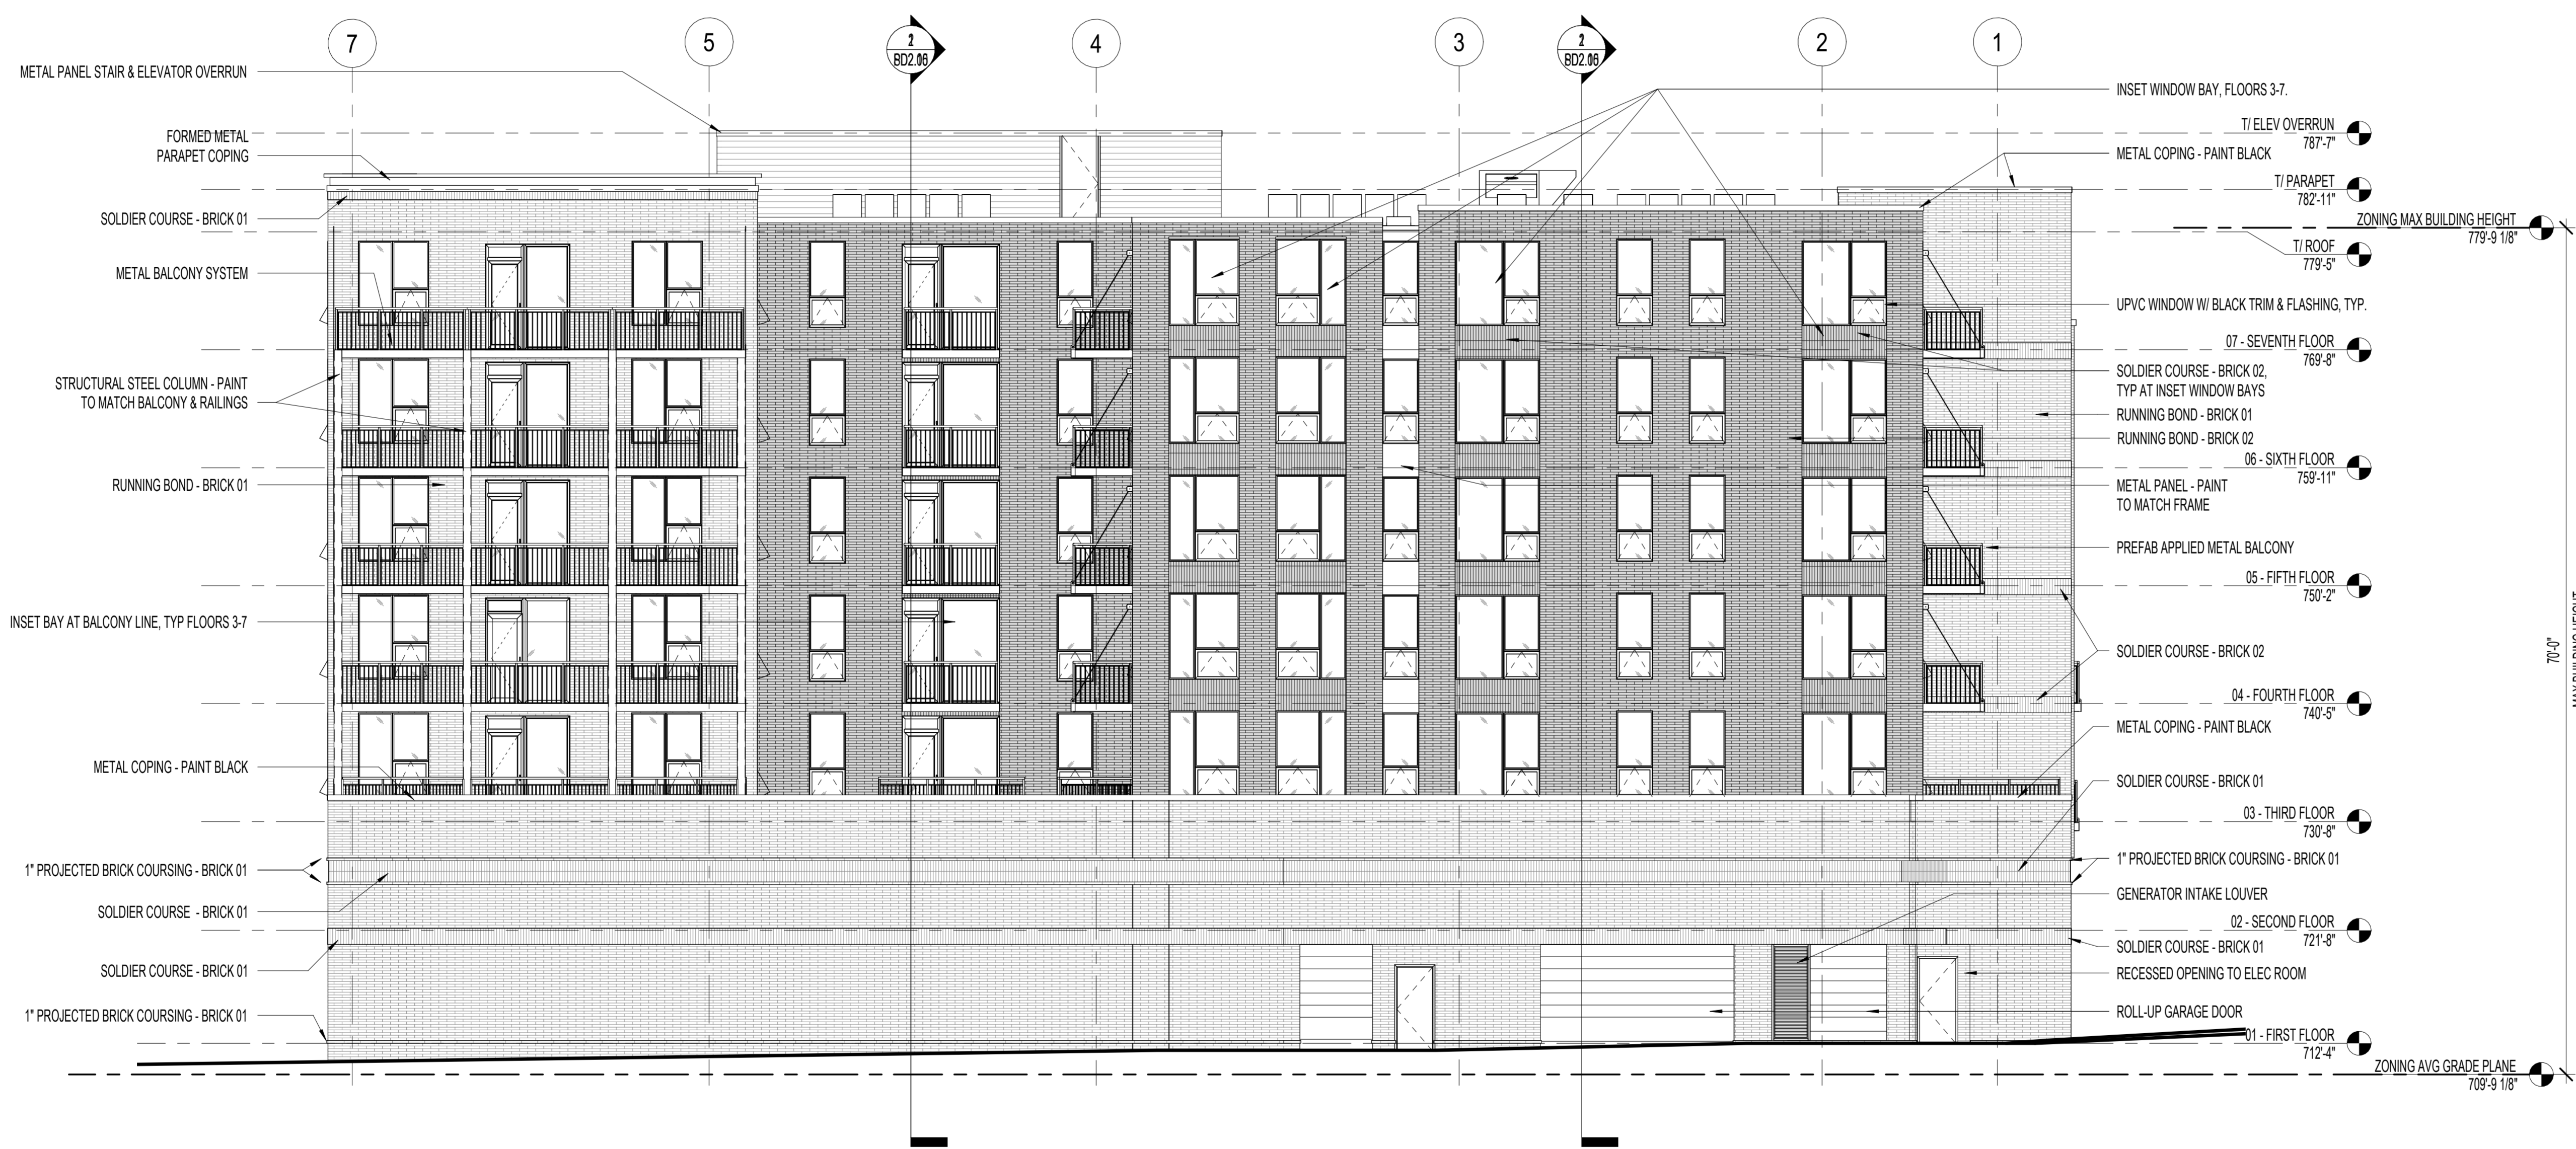 7
5
2
BD2.
4
3
2
BD2.
2
1
METAL PANEL STAIR & ELEVATOR OVERRUN
FORMED METAL
PARAPET COPING
SOLDIER COURSE - BRICK 01
METAL BALCONY SYSTEM
STRUCTURAL STEEL COLUMN - PAINT
TO MATCH BALCONY & RAILINGS
RUNNING BOND - BRICK 01
INSET BAY AT BALCONY LINE, TYP FLOORS 3-7
METAL COPING - PAINT BLACK
1" PROJECTED BRICK COURSING - BRICK 01
SOLDIER COURSE - BRICK 01
SOLDIER COURSE - BRICK 01
1" PROJECTED BRICK COURSING - BRICK 01
INSET WINDOW BAY, FLOORS 3-7.
T/ ELEV OVERRUN
787'-7"
METAL COPING - PAINT BLACK
T/ PARAPET
782'-11"
ZONING MAX BUILDING HEIGHT
779'-9 1/8"
T/ ROOF
779'-5"
UPVC WINDOW W/ BLACK TRIM & FLASHING, TYP.
07 - SEVENTH FLOOR
769'-8"
SOLDIER COURSE - BRICK 02,
TYP AT INSET WINDOW BAYS
RUNNING BOND - BRICK 01
RUNNING BOND - BRICK 02
06 - SIXTH FLOOR
759'-11"
METAL PANEL - PAINT
TO MATCH FRAME
PREFAB APPLIED METAL BALCONY
05 - FIFTH FLOOR
750'-2"
SOLDIER COURSE - BRICK 02
70'-0"
MAX BUILDING HEIGHT
04 - FOURTH FLOOR
740'-5"
METAL COPING - PAINT BLACK
SOLDIER COURSE - BRICK 01
03 - THIRD FLOOR
730'-8"
1" PROJECTED BRICK COURSING - BRICK 01
GENERATOR INTAKE LOUVER
02 - SECOND FLOOR
721'-8"
SOLDIER COURSE - BRICK 01
RECESSED OPENING TO ELEC ROOM
ROLL-UP GARAGE DOOR
01 - FIRST FLOOR
712'-4"
ZONING AVG GRADE PLANE
709'-9 1/8"